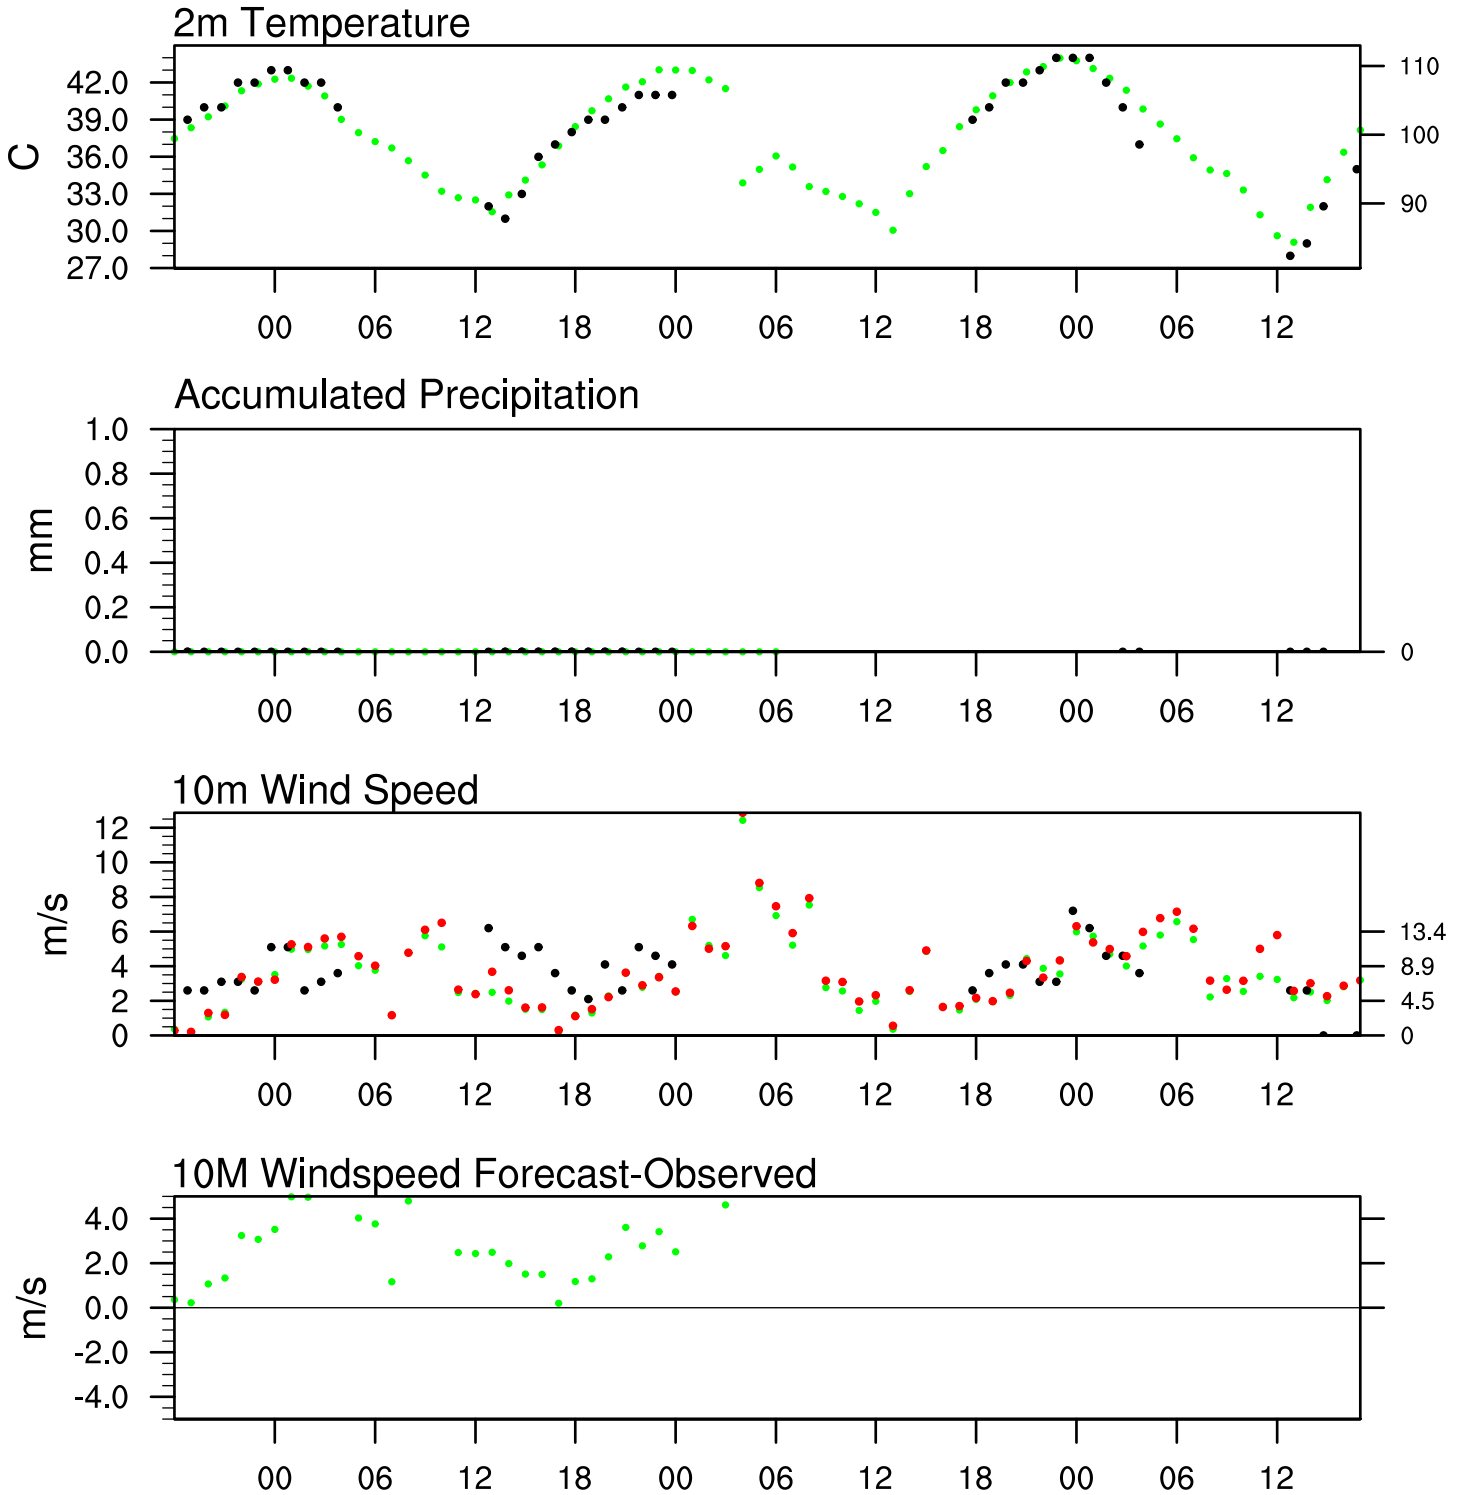 2m Temperature
C
42.0
39.0
36.0
33.0
30.0
27.0
110
100
90
00 06 12 18 00 06 12 18 00 06 12
Accumulated Precipitation
mm
1.0
0.8
0.6
0.4
0.2
0.0
0
00 06 12 18 00 06 12 18 00 06 12
10m Wind Speed
m/s
12
10
8
6
4
2
0
13.4
8.9
4.5
0
00 06 12 18 00 06 12 18 00 06 12
10M Windspeed Forecast-Observed
m/s
4.0
2.0
0.0
-2.0
-4.0
00 06 12 18 00 06 12 18 00 06 12